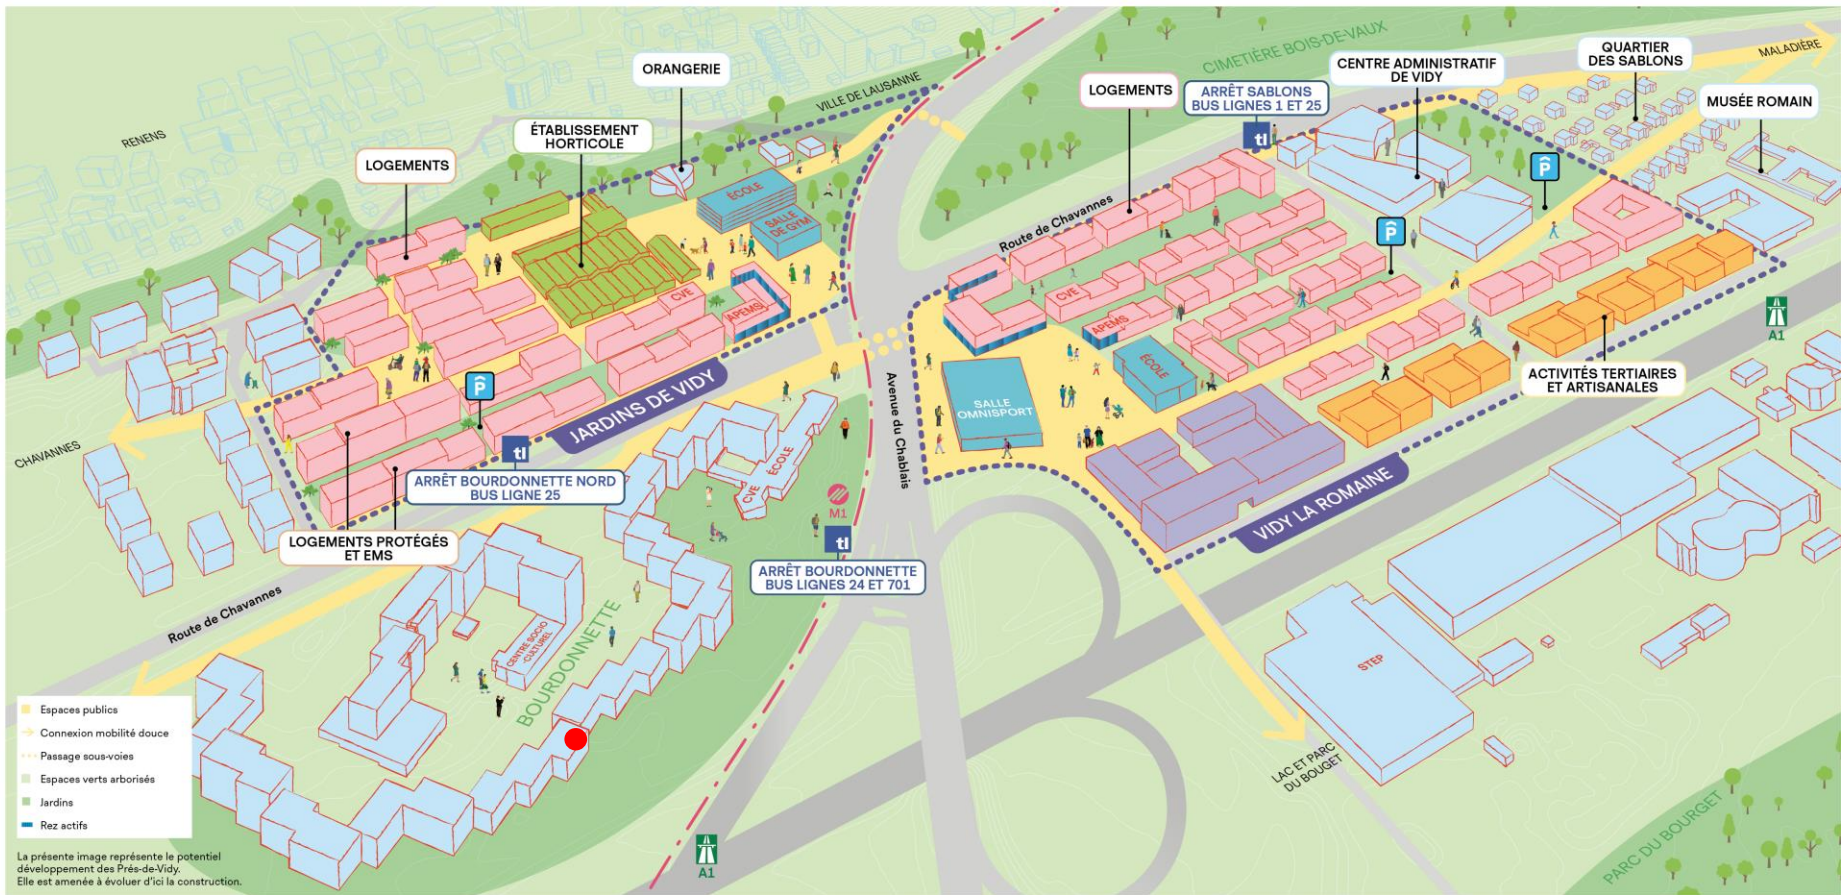 RENENS
VILLE DE LAUSANNE
ORANGERIE
ÉTABLISSEMENT
HORTICOLE
LOGEMENTS
ÉCOLE
SALLE
DE GYM
CVE
APEMS
CHAVANNES
P
JARDINS DE VIDY
tl
ARRÊT BOURDONNETTE NORD
BUS LIGNE 25
LOGEMENTS PROTÉGÉS
ET EMS
Route de Chavannes
CVE
ÉCOLE
M1
tl
ARRÊT BOURDONNETTE
BUS LIGNES 24 ET 701
CENTRE SOCIO
-CULTUREL
BOURDONNETTE
Avenue du Chablais
CIMETIÈRE BOIS-DE-VAUX
LOGEMENTS
ARRÊT SABLONS
BUS LIGNES 1 ET 25
tl
CENTRE ADMINISTRATIF
DE VIDY
QUARTIER
DES SABLONS
MALADIÈRE
MUSÉE ROMAIN
P
P
Route de Chavannes
CVE
APEMS
ÉCOLE
SALLE
OMNISPORT
ACTIVITÉS TERTIAIRES
ET ARTISANALES
A1
VIDY LA ROMAINE
STEP
LAC ET PARC
DU BOUGET
PARC DU BOURGET
A1
Espaces publics
Connexion mobilité douce
Passage sous-voies
Espaces verts arborisés
Jardins
Rez actifs
La présente image représente le potentiel
développement des Prés-de-Vidy.
Elle est amenée à évoluer d'ici la construction.